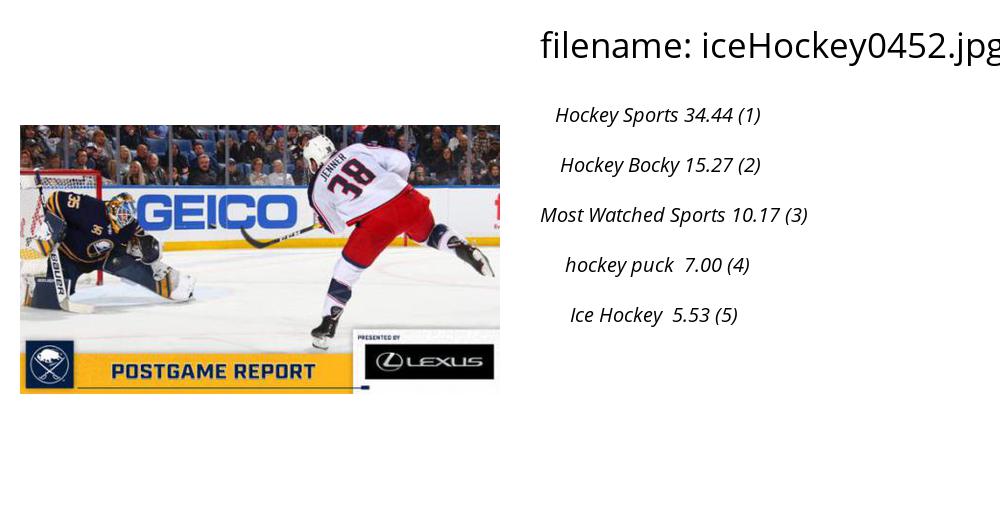 filename: iceHockey0452.jpg
Hockey Sports 34.44 (1)
Hockey Bocky 15.27 (2)
Most Watched Sports 10.17 (3)
hockey puck 7.00 (4)
Ice Hockey 5.53 (5)
JENNER
38
35
35
GEICO
BAUER
PRESENTED BY
LEXUS
POSTGAME REPORT